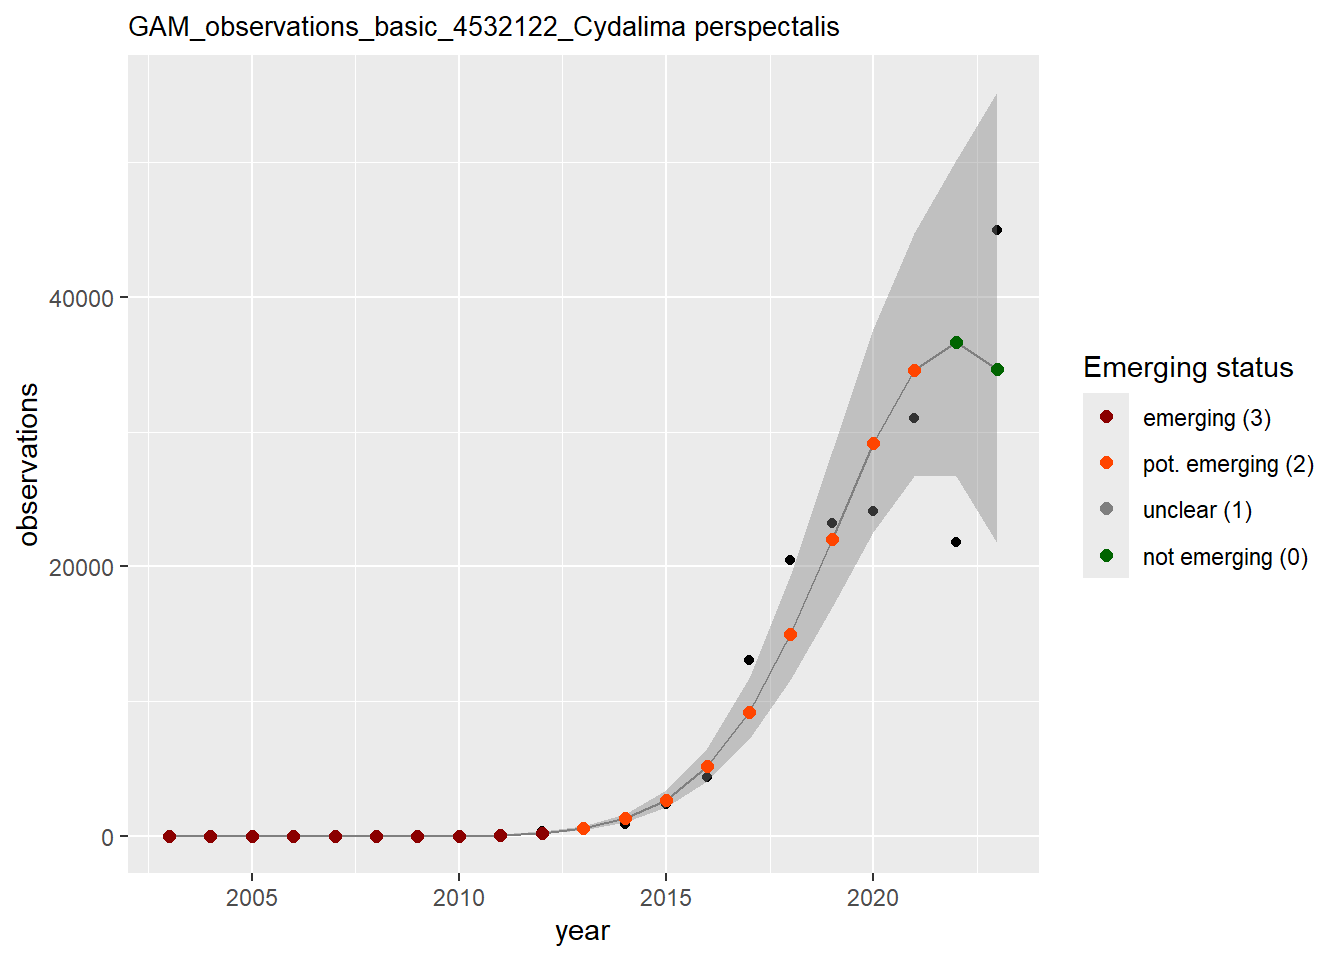 GAM_observations_basic_4532122_Cydalima perspectalis
observations
40000
20000
0
2005
2010
2015
2020
year
Emerging status
emerging (3)
pot. emerging (2)
unclear (1)
not emerging (0)